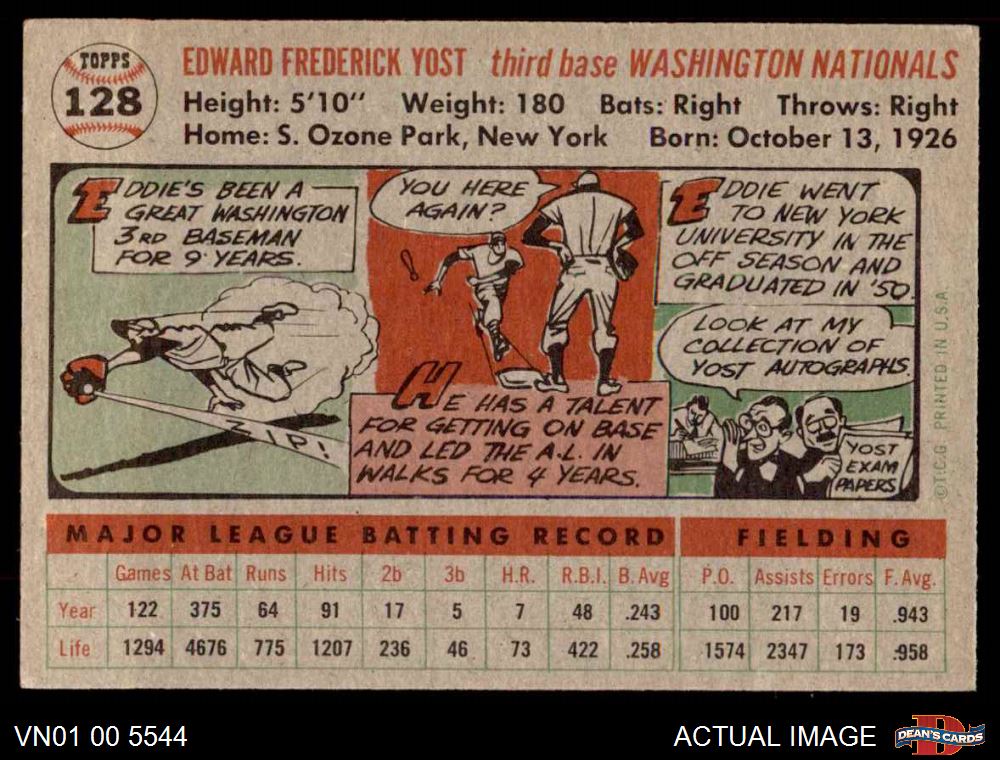 TOPPS
128
EDWARD FREDERICK YOST third base WASHINGTON NATIONALS
Height: 5'10" Weight: 180 Bats: Right Throws: Right
Home: S. Ozone Park, New York Born: October 13, 1926
EDDIE'S BEEN A
GREAT WASHINGTON
3RD BASEMAN
FOR 9 YEARS.
ZIP!
YOU HERE
AGAIN?
!
HE HAS A TALENT
FOR GETTING ON BASE
AND LED THE A.L. IN
WALKS FOR 4 YEARS.
EDDIE WENT
TO NEW YORK
UNIVERSITY IN THE
OFF SEASON AND
GRADUATED IN '50.
LOOK AT MY
COLLECTION OF
YOST AUTOGRAPHS
YOST
EXAM
PAPERS
©T.C.G. PRINTED IN U.S.A
MAJOR LEAGUE BATTING RECORD FIELDING
Games At Bat Runs Hits 2b 3b H.R. R.B.I. B. Avg P.O. Assists Errors F. Avg.
Year 122 375 64 91 17 5 7 48 .243 100 217 19 .943
Life 1294 4676 775 1207 236 46 73 422 .258 1574 2347 173 .958
VN01 00 5544
ACTUAL IMAGE
DEAN'S CARDS